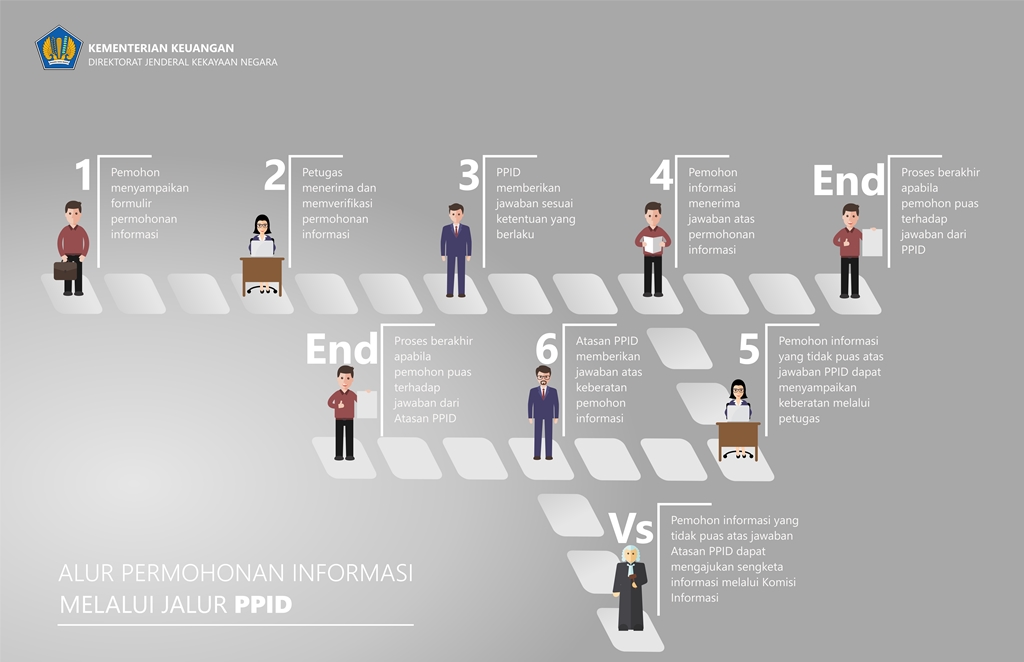 KEMENTERIAN KEUANGAN
DIREKTORAT JENDERAL KEKAYAAN NEGARA
1
Pemohon
menyampaikan
formulir
permohonan
informasi
2
Petugas
menerima dan
memverifikasi
permohonan
informasi
3
PPID
memberikan
jawaban sesuai
ketentuan yang
berlaku
4
Pemohon
informasi
menerima
jawaban atas
permohonan
informasi
End
Proses berakhir
apabila
pemohon puas
terhadap
jawaban dari
PPID
End
Proses berakhir
apabila
pemohon puas
terhadap
jawaban dari
Atasan PPID
6
Atasan PPID
memberikan
jawaban atas
keberatan
pemohon
informasi
5
Pemohon informasi
yang tidak puas atas
jawaban PPID dapat
menyampaikan
keberatan melalui
petugas
Vs
Pemohon informasi yang
tidak puas atas jawaban
Atasan PPID dapat
mengajukan sengketa
informasi melalui Komisi
Informasi
ALUR PERMOHONAN INFORMASI
MELALUI JALUR PPID